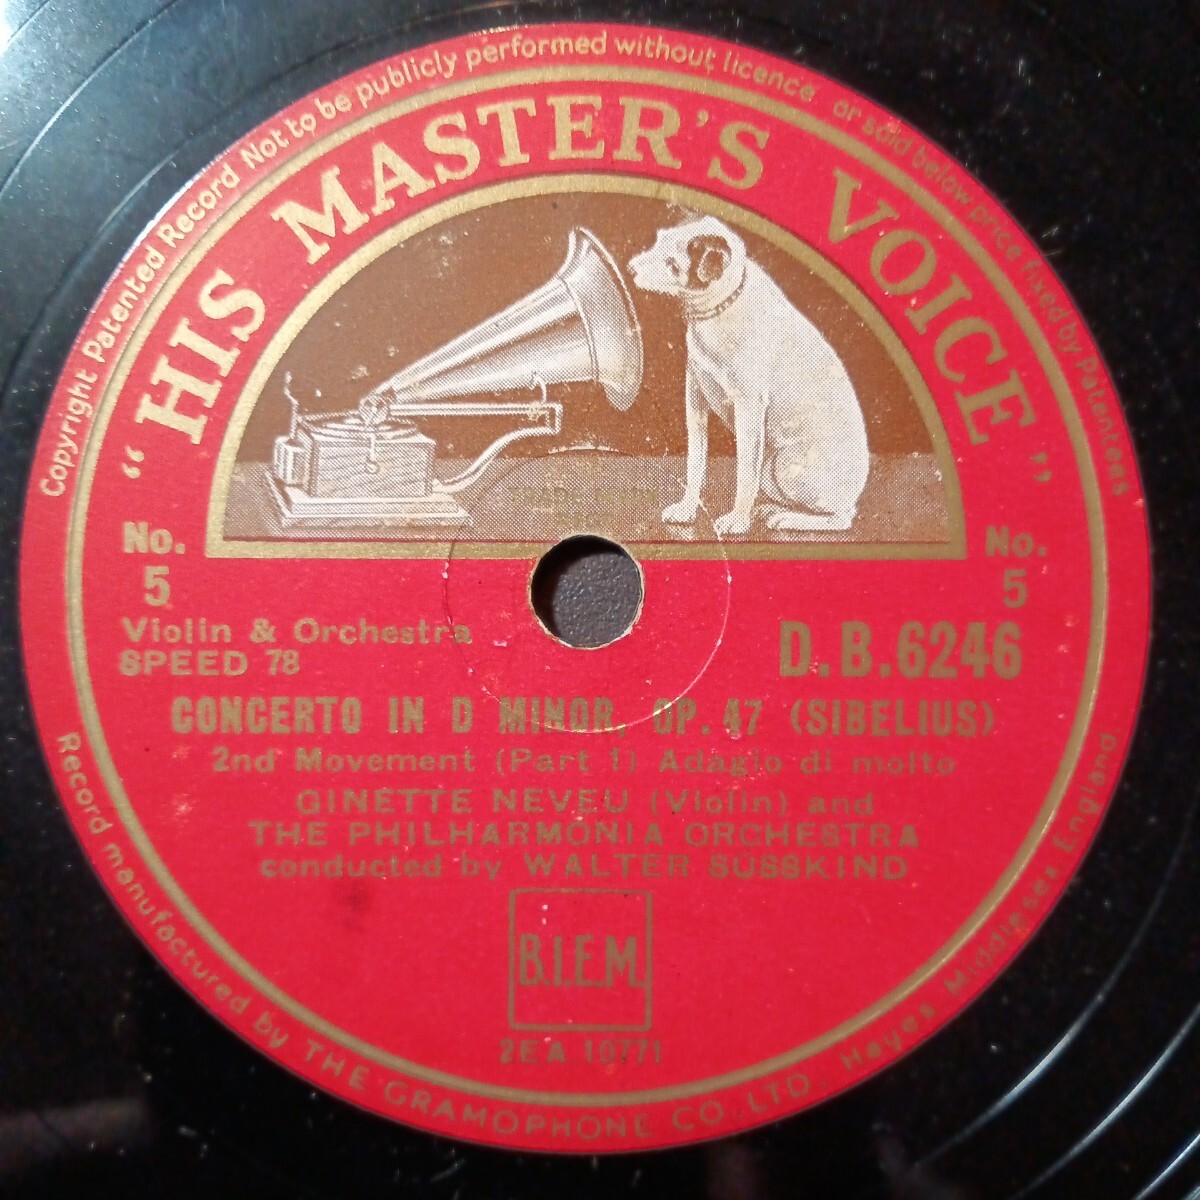 Copyright Patented Record Not to be publicly performed without licence or sold below price fixed by Patentees
"HIS MASTER'S VOICE"
TRADE MARK
No. 5
No. 5
Violin & Orchestra
SPEED 78
D.B.6246
CONCERTO IN D MINOR, OP. 47 (SIBELIUS)
2nd Movement (Part 1) Adagio di molto
GINETTE NEVEU (Violin) and
THE PHILHARMONIA ORCHESTRA
conducted by WALTER SUSSKIND
B.I.E.M.
2EA 10771
Record manufactured by THE GRAMOPHONE CO., LTD., Hayes, Middlesex, England